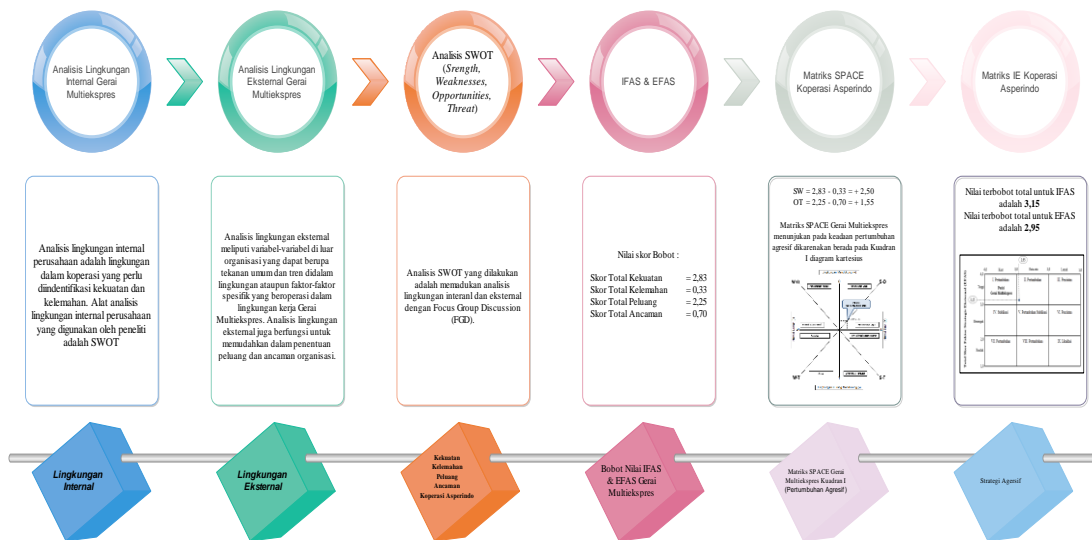 Analisis Lingkungan
Internal Gerai
Multiekspres
Analisis Lingkungan
Eksternal Gerai
Multiekspres
Analisis SWOT
(Srength,
Weaknesses,
Opportunities,
Threat)
IFAS & EFAS
Matriks SPACE
Koperasi Asperindo
Matriks IE Koperasi
Asperindo
Analisis lingkungan internal
perusahaan adalah lingkungan
dalam koperasi yang perlu
diindentifikasi kekuatan dan
kelemahan. Alat analisis
lingkungan internal perusahaan
yang digunakan oleh peneliti
adalah SWOT
Analisis lingkungan eksternal
meliputi variabel-variabel di luar
organisasi yang dapat berupa
tekanan umum dan tren didalam
lingkungan ataupun faktor-faktor
spesifik yang beroperasi dalam
lingkungan kerja Gerai
Multiekspres. Analisis lingkungan
eksternal juga berfungsi untuk
memudahkan dalam penentuan
peluang dan ancaman organisasi.
Analisis SWOT yang dilakukan
adalah memadukan analisis
lingkungan interanl dan eksternal
dengan Focus Group Discussion
(FGD).
Nilai skor Bobot :
Skor Total Kekuatan = 2,83
Skor Total Kelemahan = 0,33
Skor Total Peluang = 2,25
Skor Total Ancaman = 0,70
SW = 2,83 - 0,33 = + 2,50
OT = 2,25 - 0,70 = + 1,55
Matriks SPACE Gerai Multiekspres
menunjukan pada keadaan pertumbuhan
agresif dikarenakan berada pada Kuadran
I diagram kartesius
Nilai terbobot total untuk IFAS
adalah 3,15
Nilai terbobot total untuk EFAS
adalah 2,95
Lingkungan
Internal
Lingkungan
Eksternal
Kekuatan
Kelemahan
Peluang
Ancaman
Koperasi Asperindo
Bobot Nilai IFAS
& EFAS Gerai
Multiekspres
Matriks SPACE Gerai
Multiekspres Kuadran I
(Pertumbuhan Agresif)
Strategi Agersif